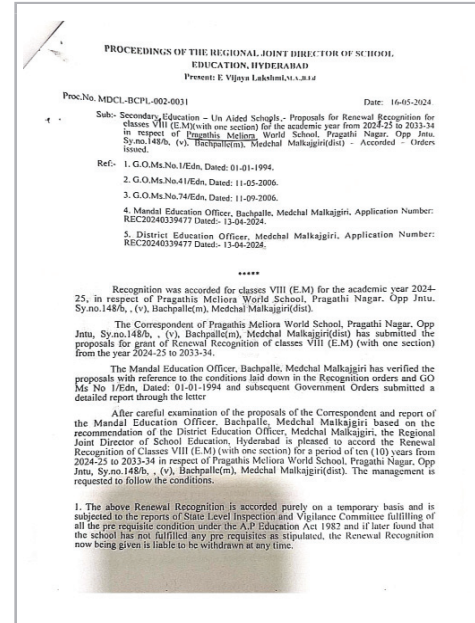 PROCEEDINGS OF THE REGIONAL JOINT DIRECTOR OF SCHOOL
EDUCATION, HYDERABAD
Present: E Vijaya Lakshmi,M.A.,B.Ed
Proc.No. MDCL-BCPL-002-0031 Date: 16-05-2024
Sub:- Secondary Education – Un Aided Schools,- Proposals for Renewal Recognition for
classes VIII (E.M)(with one section) for the academic year from 2024-25 to 2033-34
in respect of Pragathis Meliora World School, Pragathi Nagar. Opp Jntu.
Sy.no.148/b, (v), Bachpalle(m), Medchal Malkajgiri(dist) - Accorded - Orders
issued.
Ref:- 1. G.O.Ms.No.1/Edn, Dated: 01-01-1994.
2. G.O.Ms.No.41/Edn, Dated: 11-05-2006.
3. G.O.Ms.No.74/Edn, Dated: 11-09-2006.
4. Mandal Education Officer, Bachpalle, Medchal Malkajgiri, Application Number:
REC20240339477 Dated:- 13-04-2024.
5. District Education Officer, Medchal Malkajgiri, Application Number:
REC20240339477 Dated:- 13-04-2024.
*****
Recognition was accorded for classes VIII (E.M) for the academic year 2024-
25, in respect of Pragathis Meliora World School, Pragathi Nagar. Opp Jntu.
Sy.no.148/b, , (v), Bachpalle(m), Medchal Malkajgiri(dist).
The Correspondent of Pragathis Meliora World School, Pragathi Nagar, Opp
Jntu, Sy.no.148/b, , (v), Bachpalle(m), Medchal Malkajgiri(dist) has submitted the
proposals for grant of Renewal Recognition of classes VIII (E.M) (with one section)
from the year 2024-25 to 2033-34.
The Mandal Education Officer, Bachpalle, Medchal Malkajgiri has verified the
proposals with reference to the conditions laid down in the Recognition orders and GO
Ms No 1/Edn, Dated: 01-01-1994 and subsequent Government Orders submitted a
detailed report through the letter
After careful examination of the proposals of the Correspondent and report of
the Mandal Education Officer, Bachpalle, Medchal Malkajgiri based on the
recommendation of the District Education Officer, Medchal Malkajgiri, the Regional
Joint Director of School Education, Hyderabad is pleased to accord the Renewal
Recognition of Classes VIII (E.M) (with one section) for a period of ten (10) years from
2024-25 to 2033-34 in respect of Pragathis Meliora World School, Pragathi Nagar, Opp
Jntu, Sy.no.148/b, , (v), Bachpalle(m), Medchal Malkajgiri(dist). The management is
requested to follow the conditions.
1. The above Renewal Recognition is accorded purely on a temporary basis and is
subjected to the reports of State Level Inspection and Vigilance Committee fulfilling of
all the pre requisite condition under the A.P Education Act 1982 and if later found that
the school has not fulfilled any pre requisites as stipulated, the Renewal Recognition
now being given is liable to be withdrawn at any time.